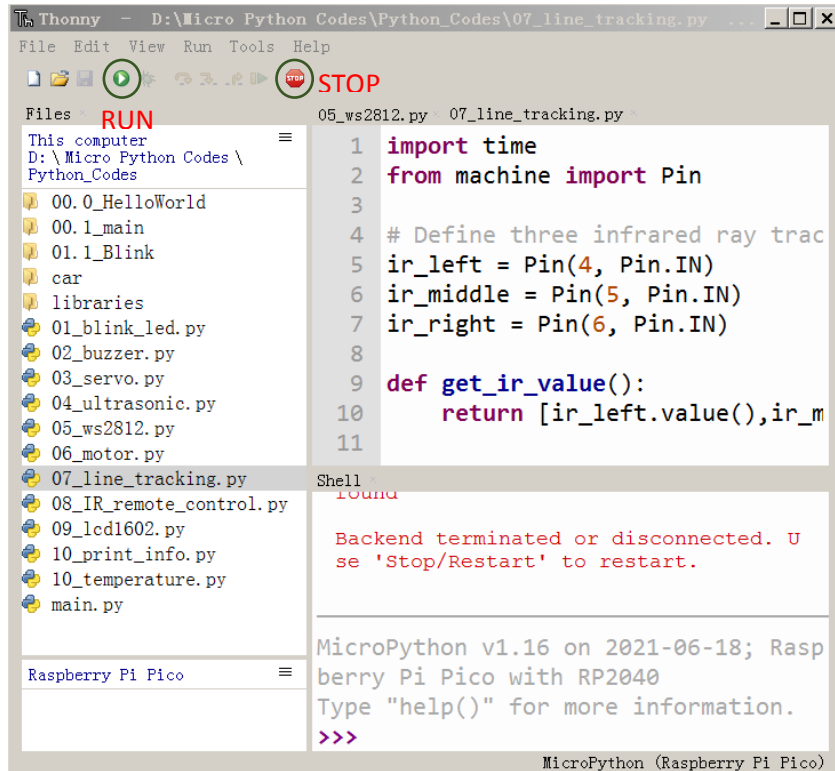 Thonny - D:\Micro Python Codes\Python_Codes\07_line_tracking.py ...
File Edit View Run Tools Help
STOP
RUN
Files
This computer
D: \ Micro Python Codes \
Python_Codes
00.0_HelloWorld
00.1_main
01.1_Blink
car
libraries
01_blink_led.py
02_buzzer.py
03_servo.py
04_ultrasonic.py
05_ws2812.py
06_motor.py
07_line_tracking.py
08_IR_remote_control.py
09_lcd1602.py
10_print_info.py
10_temperature.py
main.py
Raspberry Pi Pico
05_ws2812.py 07_line_tracking.py
1 import time
2 from machine import Pin
3
4 # Define three infrared ray trac
5 ir_left = Pin(4, Pin.IN)
6 ir_middle = Pin(5, Pin.IN)
7 ir_right = Pin(6, Pin.IN)
8
9 def get_ir_value():
10 return [ir_left.value(),ir_m
11
Shell
found
Backend terminated or disconnected. U
se 'Stop/Restart' to restart.
MicroPython v1.16 on 2021-06-18; Rasp
berry Pi Pico with RP2040
Type "help()" for more information.
>>>
MicroPython (Raspberry Pi Pico)